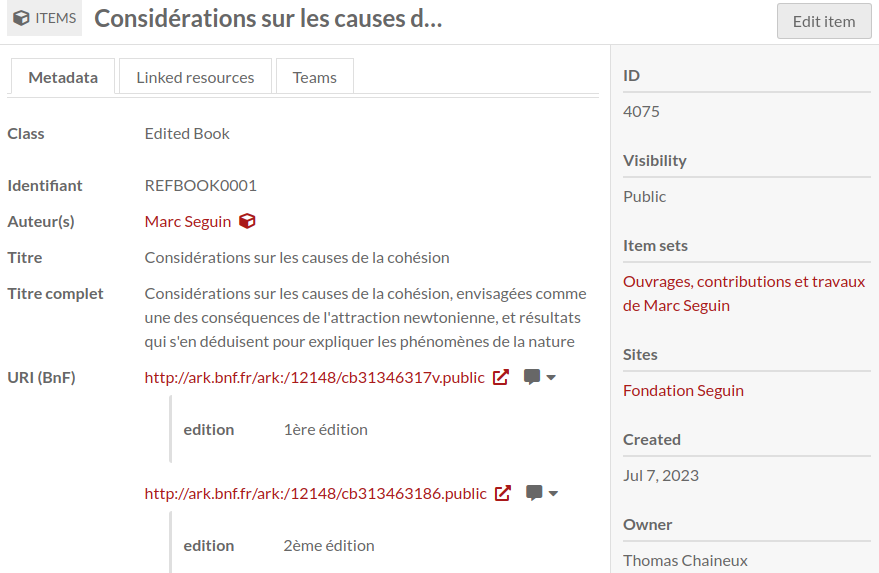 ITEMS Considérations sur les causes d...
Edit item
Metadata
Linked resources
Teams
Class Edited Book
Identifiant REFBOOK0001
Auteur(s) Marc Seguin
Titre Considérations sur les causes de la cohésion
Titre complet Considérations sur les causes de la cohésion, envisagées comme
une des conséquences de l'attraction newtonienne, et résultats
qui s'en déduisent pour expliquer les phénomènes de la nature
URI (BnF) http://ark.bnf.fr/ark:/12148/cb31346317v.public
edition 1ère édition
http://ark.bnf.fr/ark:/12148/cb313463186.public
edition 2ème édition
ID
4075
Visibility
Public
Item sets
Ouvrages, contributions et travaux
de Marc Seguin
Sites
Fondation Seguin
Created
Jul 7, 2023
Owner
Thomas Chaineux